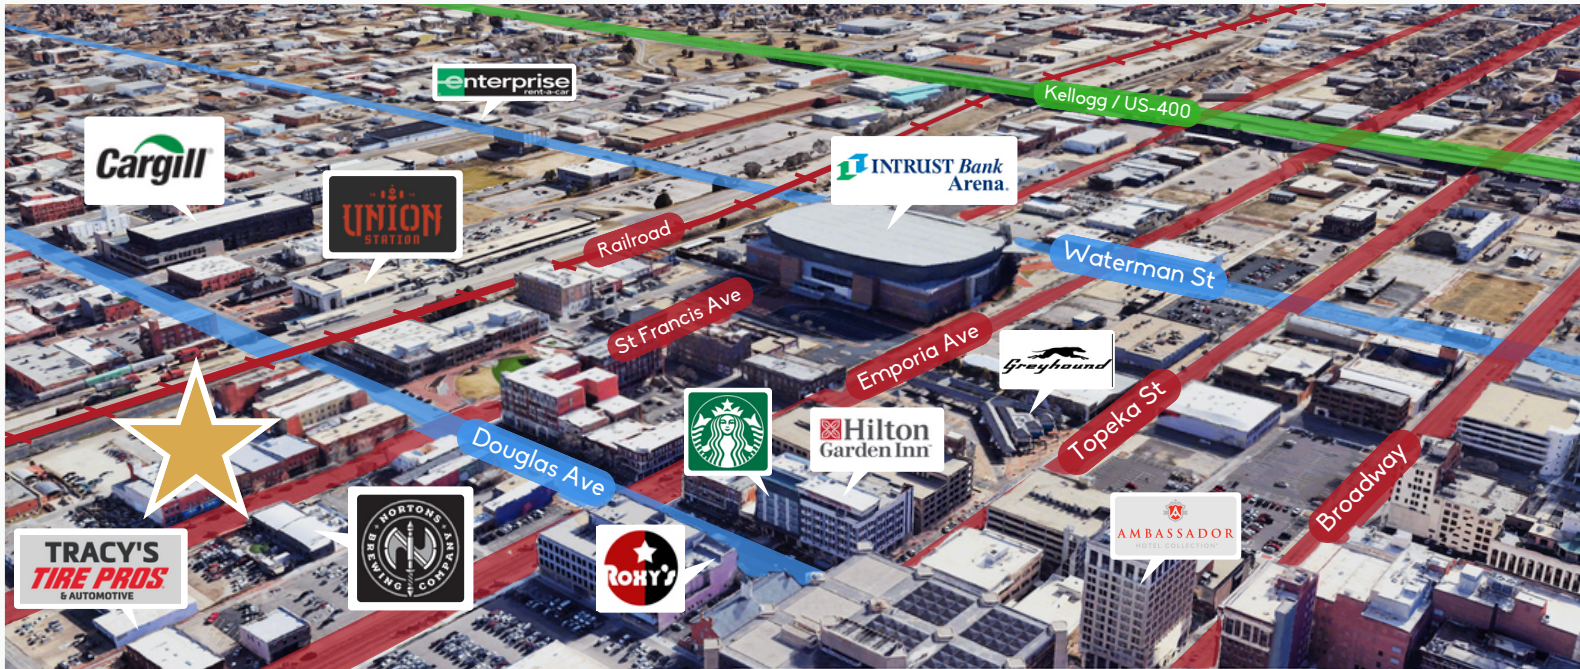 enterprise
rent-a-car
Kellogg / US-400
Cargill
INTRUST Bank
Arena
UNION
STATION
Railroad
Waterman St
St Francis Ave
Emporia Ave
Greyhound
Topeka St
Hilton
Garden Inn
Douglas Ave
Broadway
NORTONS
BREWING COMPANY
AMBASSADOR
HOTEL COLLECTION
TRACY'S
TIRE PROS
& AUTOMOTIVE
ROXY'S